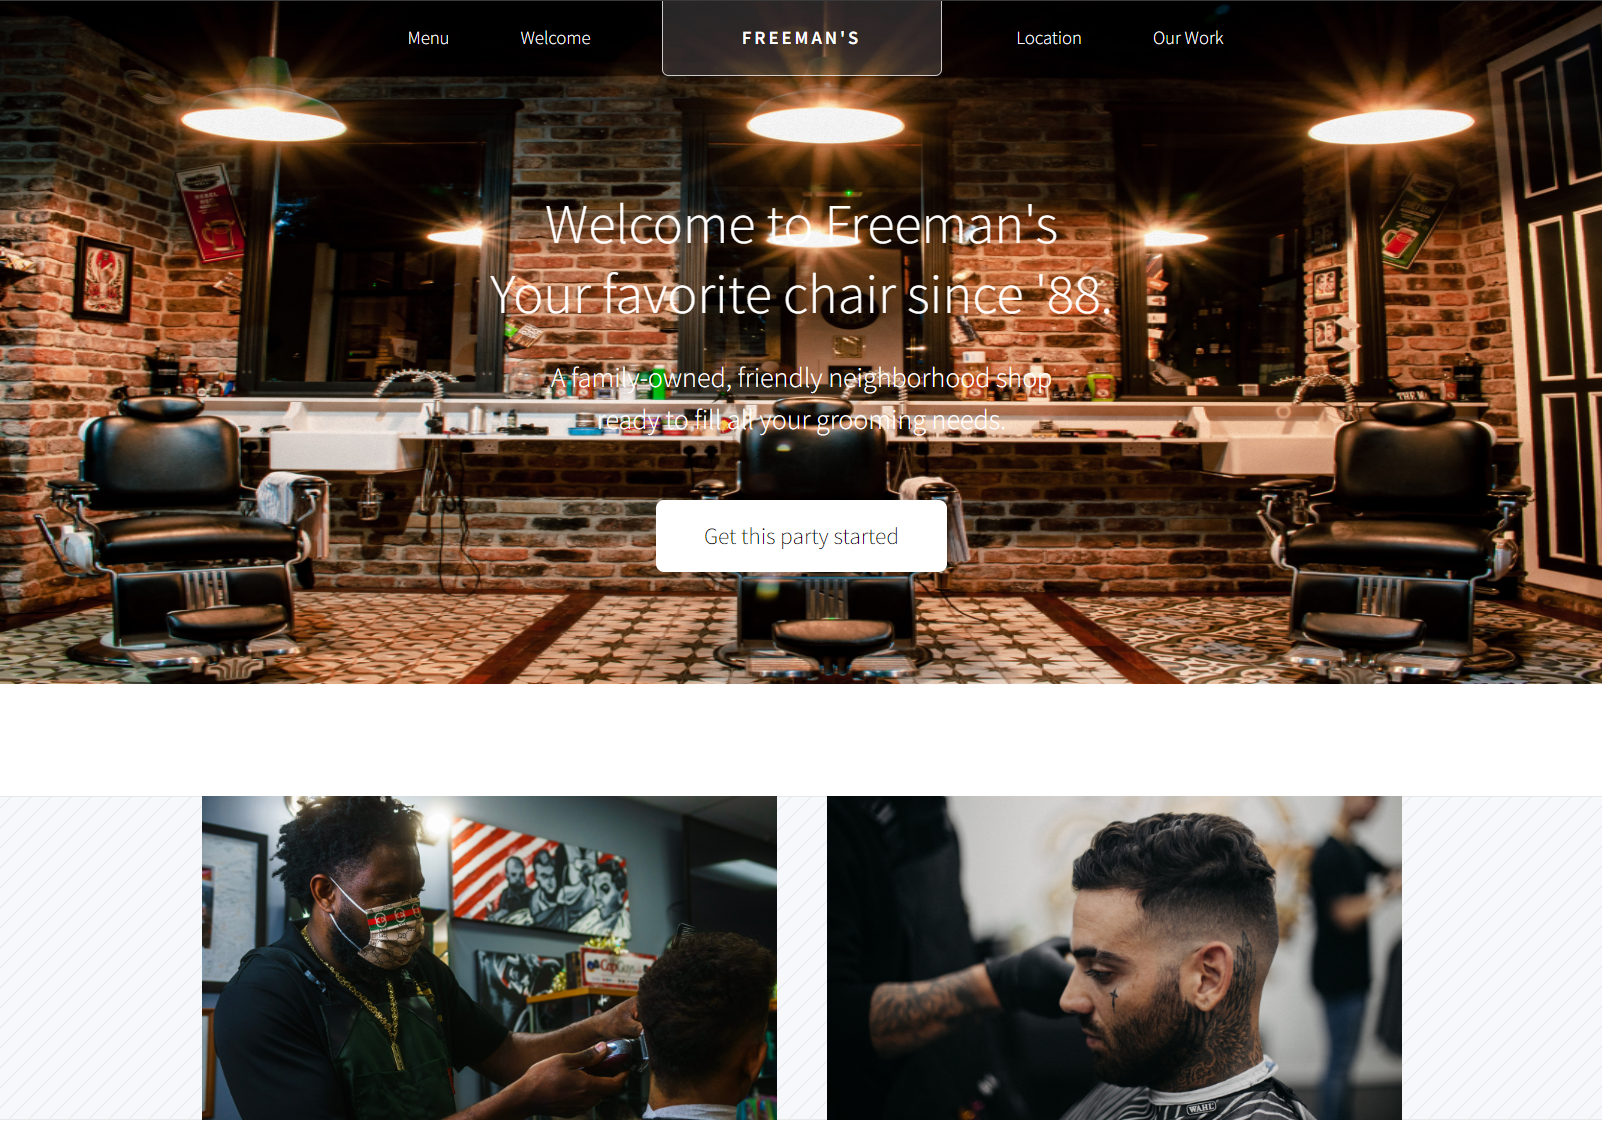 Menu
Welcome
FREEMAN'S
Location
Our Work
Welcome to Freeman's
Your favorite chair since '88.
A family-owned, friendly neighborhood shop
ready to fill all your grooming needs.
Get this party started
WAHL